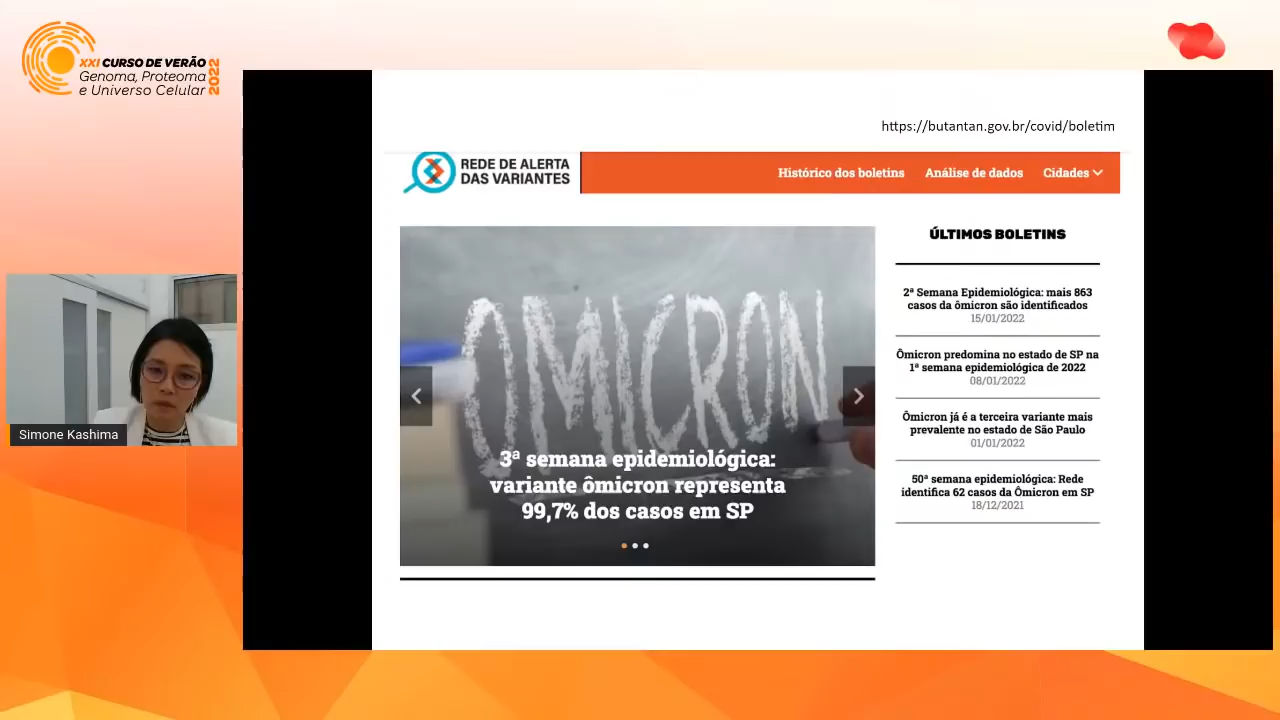 XXI CURSO DE VERÃO
Genoma, Proteoma
e Universo Celular
2022
https://butantan.gov.br/covid/boletim
REDE DE ALERTA
DAS VARIANTES
Histórico dos boletins
Análise de dados
Cidades
OMICRON
3ª semana epidemiológica:
variante ômicron representa
99,7% dos casos em SP
ÚLTIMOS BOLETINS
2ª Semana Epidemiológica: mais 863
casos da ômicron são identificados
15/01/2022
Ômicron predomina no estado de SP na
1ª semana epidemiológica de 2022
08/01/2022
Ômicron já é a terceira variante mais
prevalente no estado de São Paulo
01/01/2022
50ª semana epidemiológica: Rede
identifica 62 casos da Ômicron em SP
18/12/2021
Simone Kashima